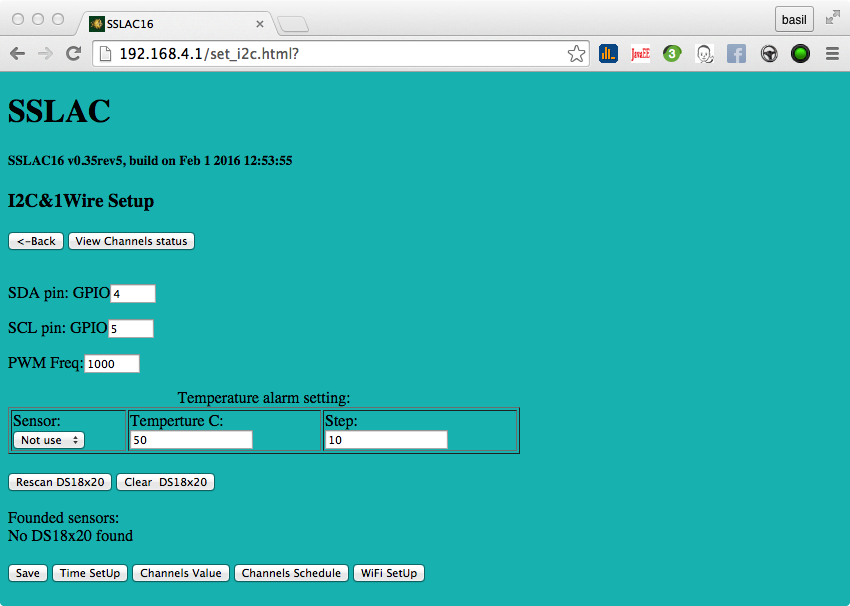 SSLAC16
basil
192.168.4.1/set_i2c.html?
JavaEE
3
SSLAC
SSLAC16 v0.35rev5, build on Feb 1 2016 12:53:55
I2C&1Wire Setup
<-Back View Channels status
SDA pin: GPIO 4
SCL pin: GPIO 5
PWM Freq: 1000
Temperature alarm setting:
Sensor: Temperture C: Step:
Not use 50 10
Rescan DS18x20 Clear DS18x20
Founded sensors:
No DS18x20 found
Save Time SetUp Channels Value Channels Schedule WiFi SetUp